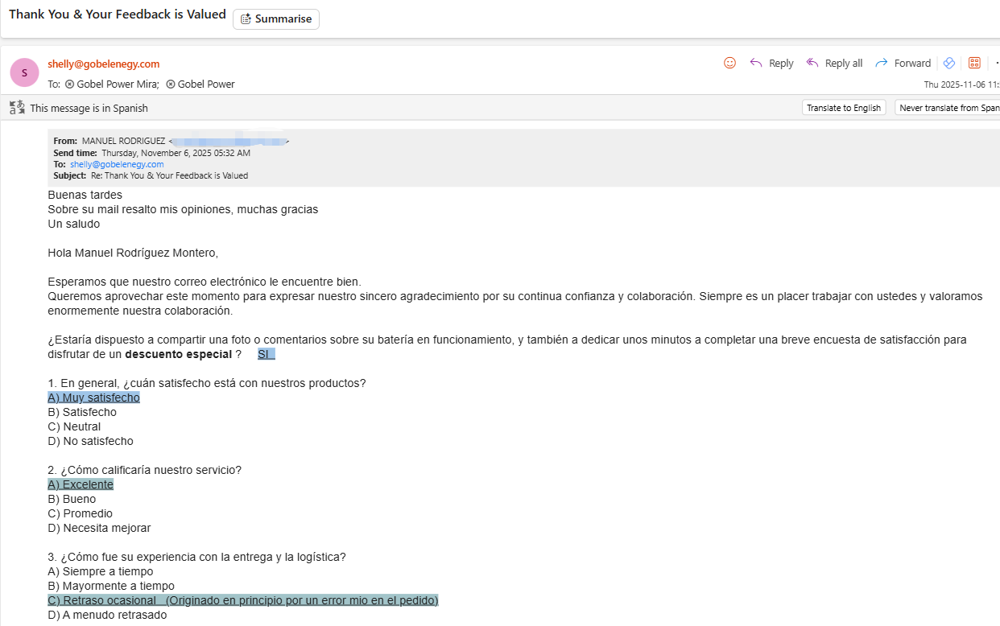 Thank You & Your Feedback is Valued
Summarise
S
shelly@gobelenegy.com
Reply
Reply all
Forward
To: Gobel Power Mira; Gobel Power
Thu 2025-11-06 11:
This message is in Spanish
Translate to English
Never translate from Span
From: MANUEL RODRIGUEZ <
Send time: Thursday, November 6, 2025 05:32 AM
To: shelly@gobelenegy.com
Subject: Re: Thank You & Your Feedback is Valued
Buenas tardes
Sobre su mail resalto mis opiniones, muchas gracias
Un saludo
Hola Manuel Rodríguez Montero,
Esperamos que nuestro correo electrónico le encuentre bien.
Queremos aprovechar este momento para expresar nuestro sincero agradecimiento por su continua confianza y colaboración. Siempre es un placer trabajar con ustedes y valoramos
enormemente nuestra colaboración.
¿Estaría dispuesto a compartir una foto o comentarios sobre su batería en funcionamiento, y también a dedicar unos minutos a completar una breve encuesta de satisfacción para
disfrutar de un descuento especial ? SI
1. En general, ¿cuán satisfecho está con nuestros productos?
A) Muy satisfecho
B) Satisfecho
C) Neutral
D) No satisfecho
2. ¿Cómo calificaría nuestro servicio?
A) Excelente
B) Bueno
C) Promedio
D) Necesita mejorar
3. ¿Cómo fue su experiencia con la entrega y la logística?
A) Siempre a tiempo
B) Mayormente a tiempo
C) Retraso ocasional (Originado en principio por un error mio en el pedido)
D) A menudo retrasado